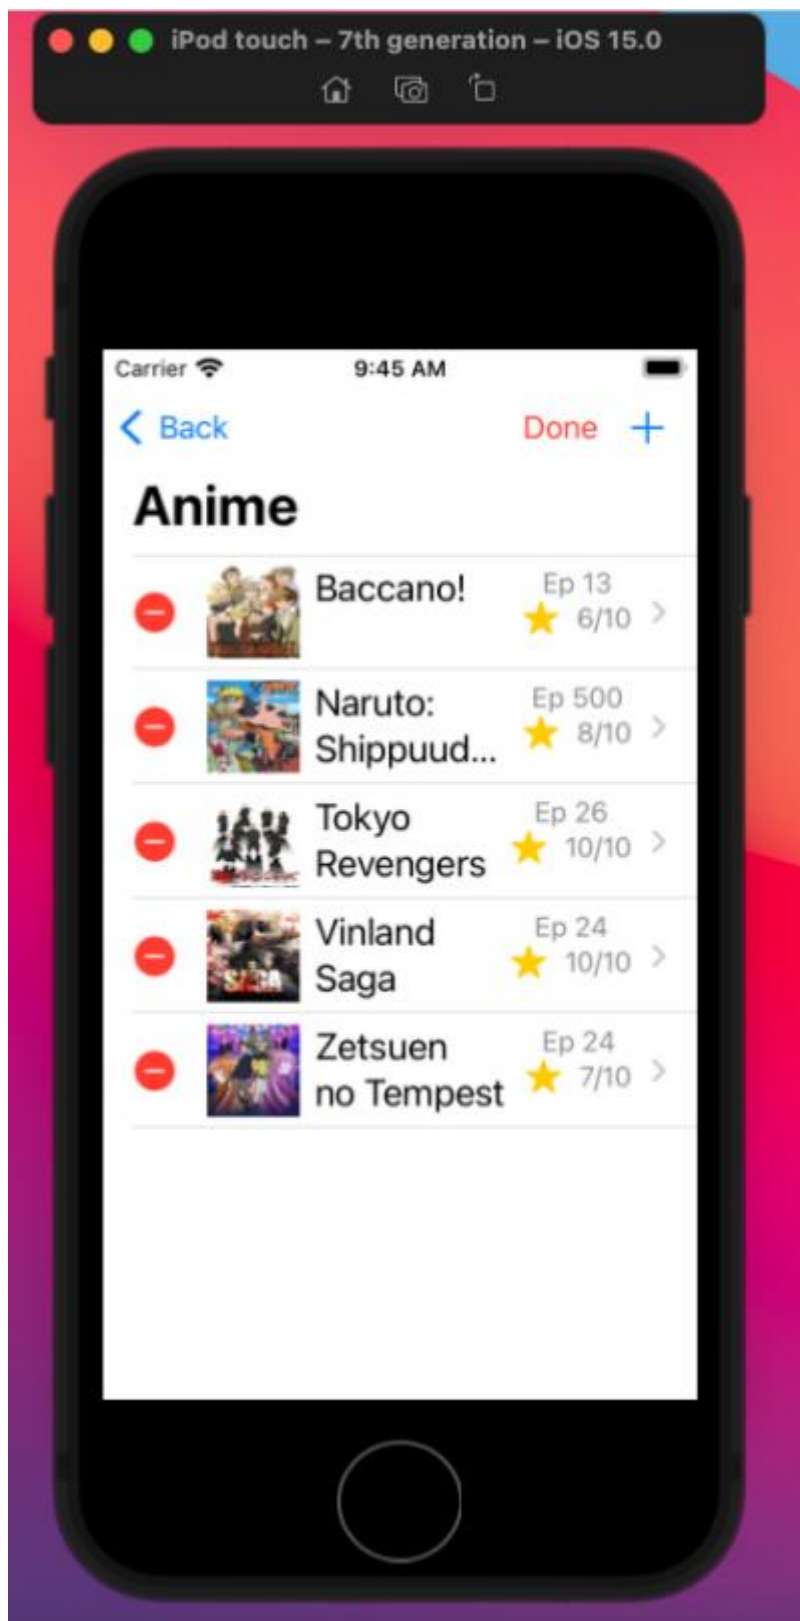 iPod touch – 7th generation – iOS 15.0
Carrier 9:45 AM
Back Done +
Anime
Baccano! Ep 13
6/10
Naruto: Ep 500
Shippuud... 8/10
Tokyo Ep 26
Revengers 10/10
Vinland Ep 24
Saga 10/10
SAGA
Zetsuen Ep 24
no Tempest 7/10